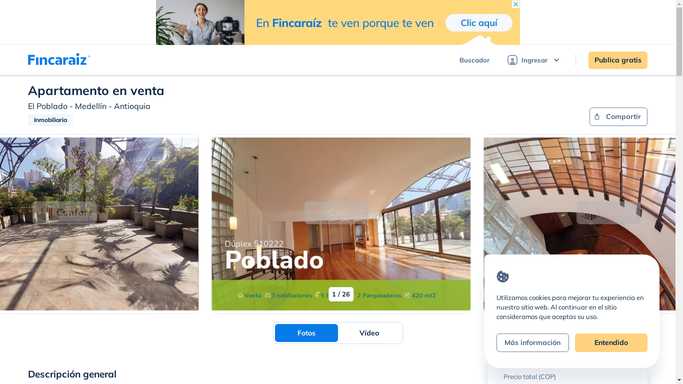 En Fincaraíz te ven porque te ven
Clic aquí
Fincaraíz
Buscador
Ingresar
Publica gratis
Apartamento en venta
El Poblado - Medellín - Antioquia
Inmobiliaria
Compartir
Dúplex 510222
Poblado
Venta
3 habitaciones
1 / 26
2 Parqueaderos
420 mt2
Fotos
Vídeo
Utilizamos cookies para mejorar tu experiencia en
nuestro sitio web. Al continuar en el sitio
consideramos que aceptas su uso.
Más información
Entendido
Descripción general
Precio total (COP)